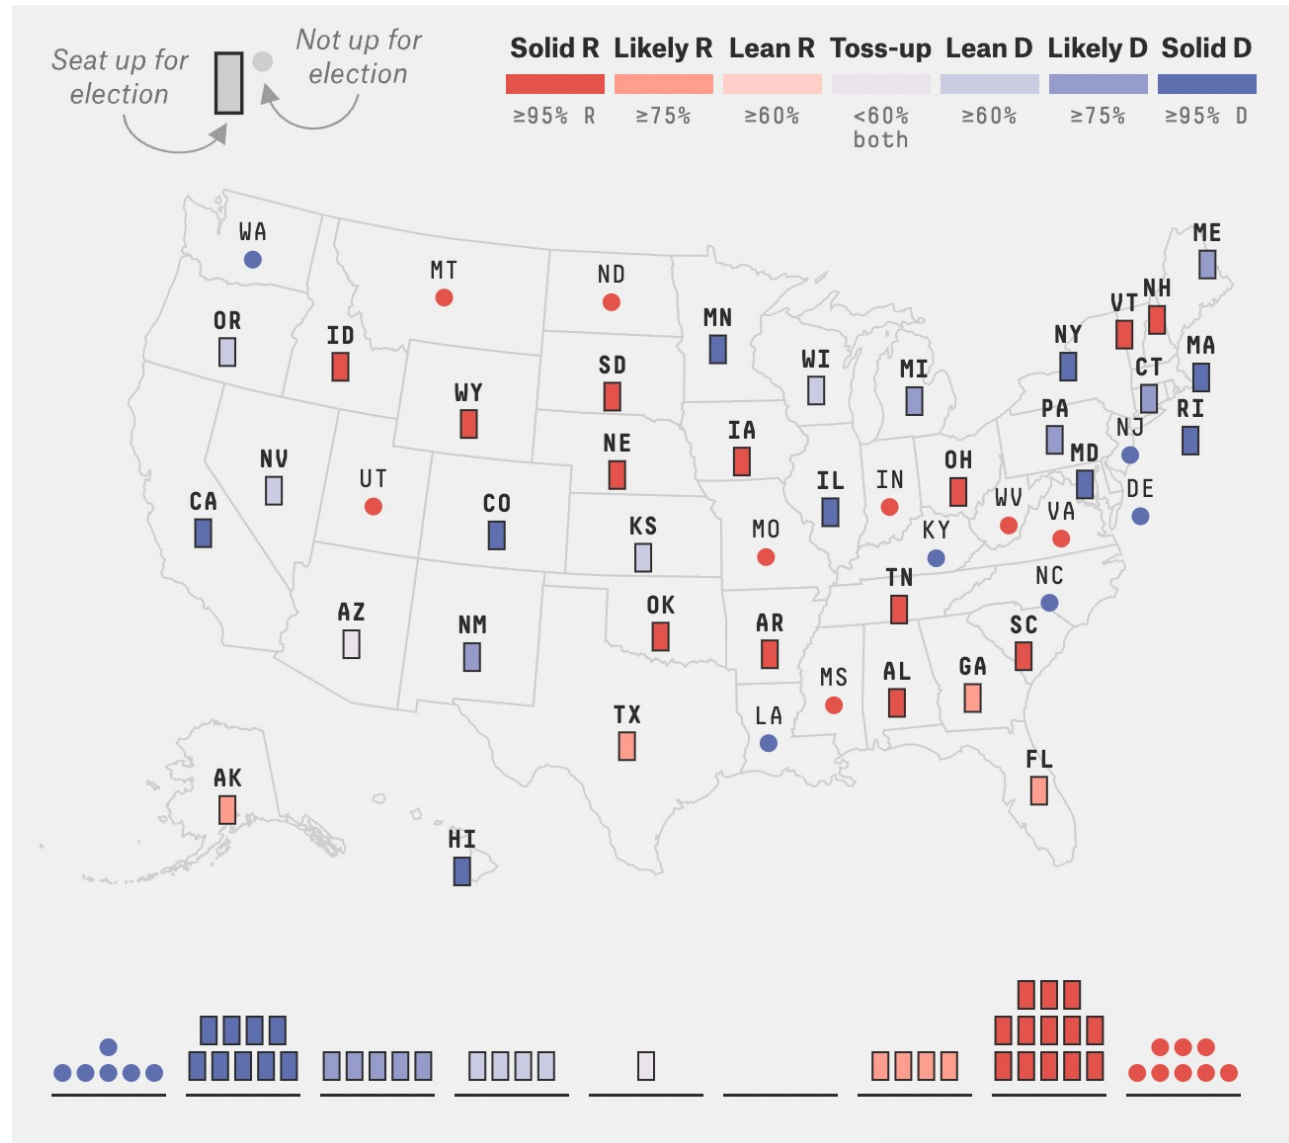 Seat up for
election
Not up for
election
Solid R Likely R Lean R Toss-up Lean D Likely D Solid D
≥95% R ≥75% ≥60% <60% ≥60% ≥75% ≥95% D
both
WA
MT
ND
ME
OR
ID
MN
NH
VT
NY
MA
SD
WI
MI
CT
WY
PA
RI
NE
IA
NJ
MD
NV
UT
OH
IN
IL
DE
CA
CO
WV
VA
KS
MO
KY
NC
TN
AZ
NM
OK
AR
SC
MS
AL
GA
TX
LA
FL
AK
HI